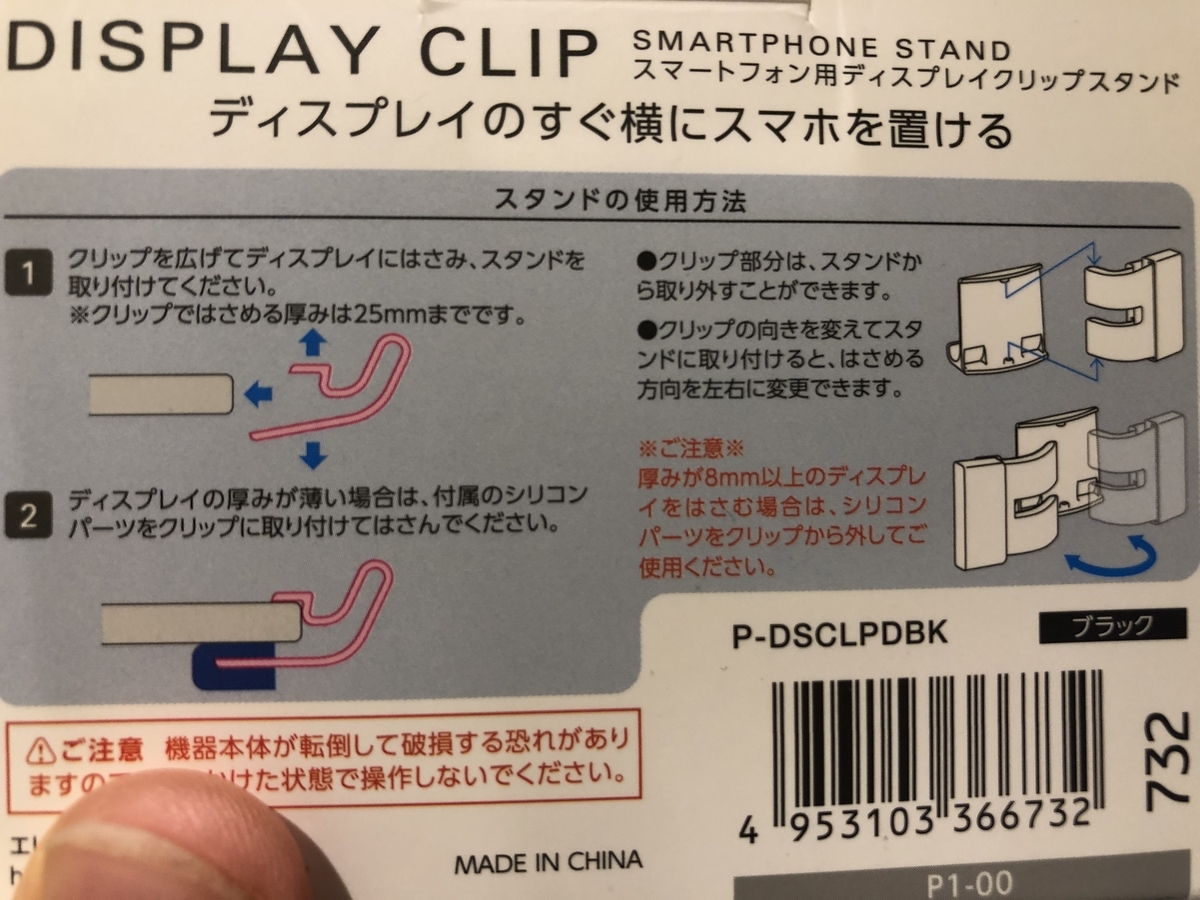 DISPLAY CLIP
SMARTPHONE STAND
スマートフォン用ディスプレイクリップスタンド
ディスプレイのすぐ横にスマホを置ける
スタンドの使用方法
1
クリップを広げてディスプレイにはさみ、スタンドを
取り付けてください。
※クリップではさめる厚みは25mmまでです。
2
ディスプレイの厚みが薄い場合は、付属のシリコン
パーツをクリップに取り付けてはさんでください。
●クリップ部分は、スタンドか
ら取り外すことができます。
●クリップの向きを変えてスタ
ンドに取り付けると、はさめる
方向を左右に変更できます。
※ご注意※
厚みが8mm以上のディスプレ
イをはさむ場合は、シリコン
パーツをクリップから外してご
使用ください。
P-DSCLPDBK
ブラック
4 953103 366732
732
P1-00
ご注意 機器本体が転倒して破損する恐れがあり
ますの けた状態で操作しないでください。
エレ
h
MADE IN CHINA